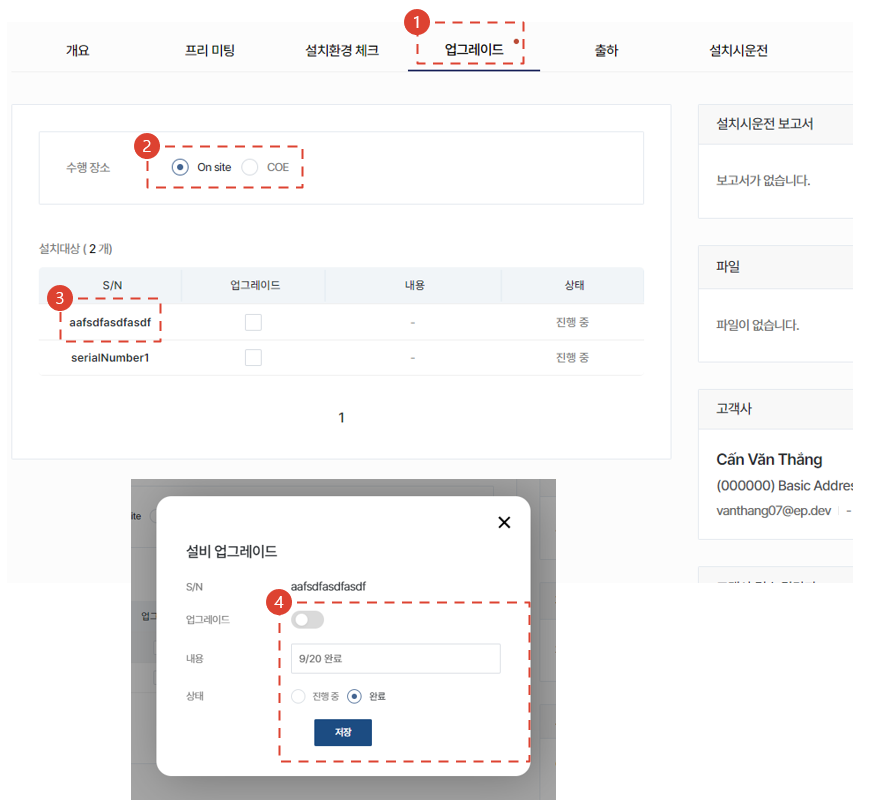 1
개요 프리 미팅 설치환경 체크 업그레이드 출하 설치시운전
2
수행 장소 On site COE
설치대상 ( 2 개)
S/N 업그레이드 내용 상태
3
aafsdfasdfasdf - 진행 중
serialNumber1 - 진행 중
1
설치시운전 보고서
보고서가 없습니다.
파일
파일이 없습니다.
고객사
Cấn Văn Thắng
(000000) Basic Addres
vanthang07@ep.dev -
ite
업그
설비 업그레이드
S/N aafsdfasdfasdf
4
업그레이드
내용 9/20 완료
상태 진행 중 완료
저장